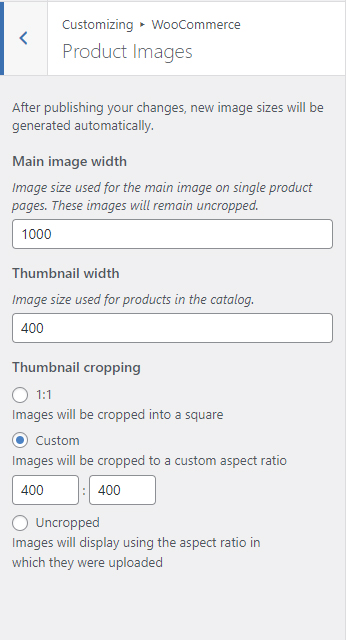 Customizing ▸ WooCommerce
Product Images
After publishing your changes, new image sizes will be
generated automatically.
Main image width
Image size used for the main image on single product
pages. These images will remain uncropped.
1000
Thumbnail width
Image size used for products in the catalog.
400
Thumbnail cropping
1:1
Images will be cropped into a square
Custom
Images will be cropped to a custom aspect ratio
400 : 400
Uncropped
Images will display using the aspect ratio in
which they were uploaded